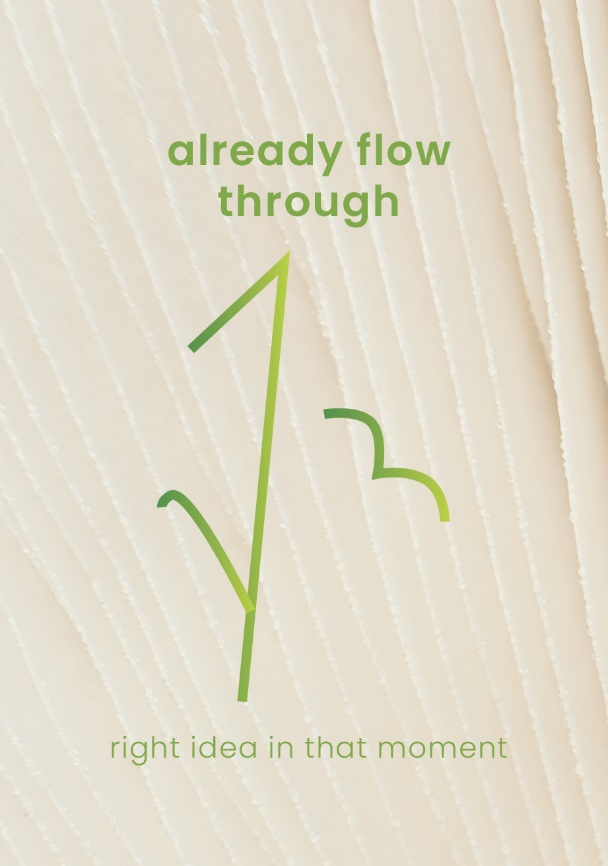 already flow
through
right idea in that moment